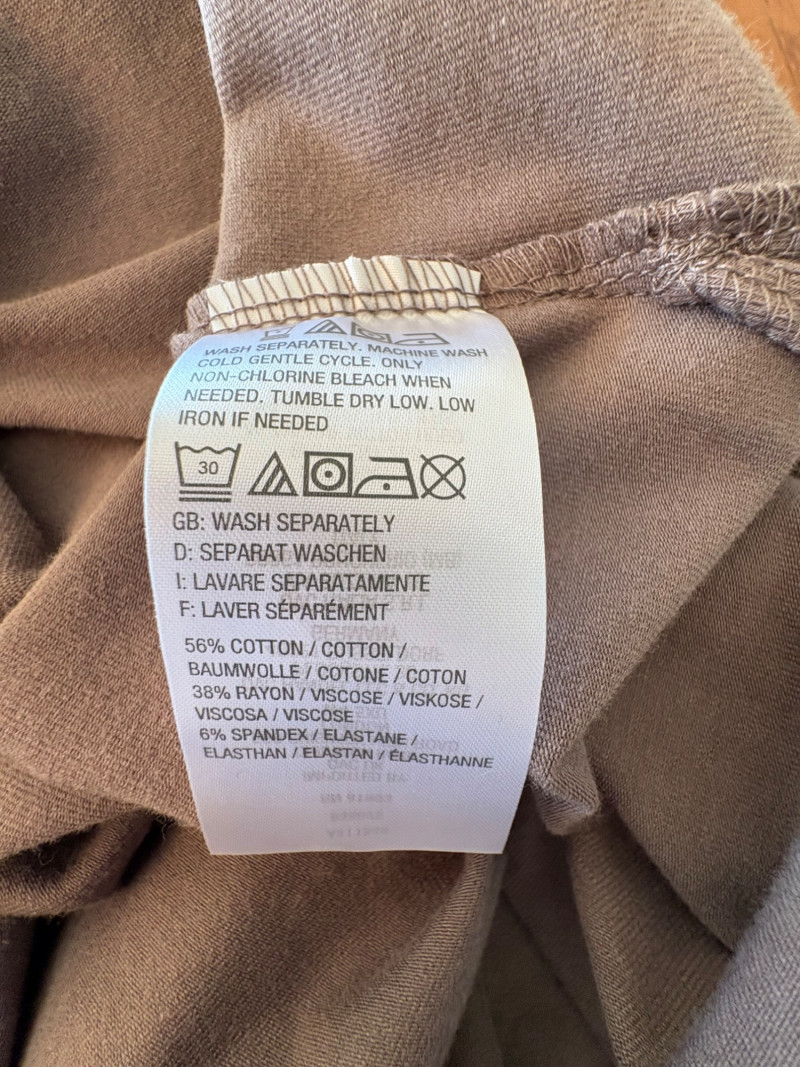 WASH SEPARATELY. MACHINE WASH
COLD GENTLE CYCLE. ONLY
NON-CHLORINE BLEACH WHEN
NEEDED. TUMBLE DRY LOW. LOW
IRON IF NEEDED
30
GB: WASH SEPARATELY
D: SEPARAT WASCHEN
I: LAVARE SEPARATAMENTE
F: LAVER SÉPARÉMENT
56% COTTON / COTTON /
BAUMWOLLE / COTONE / COTON
38% RAYON / VISCOSE / VISKOSE /
VISCOSA / VISCOSE
6% SPANDEX / ELASTANE /
ELASTHAN / ELASTAN / ÉLASTHANNE